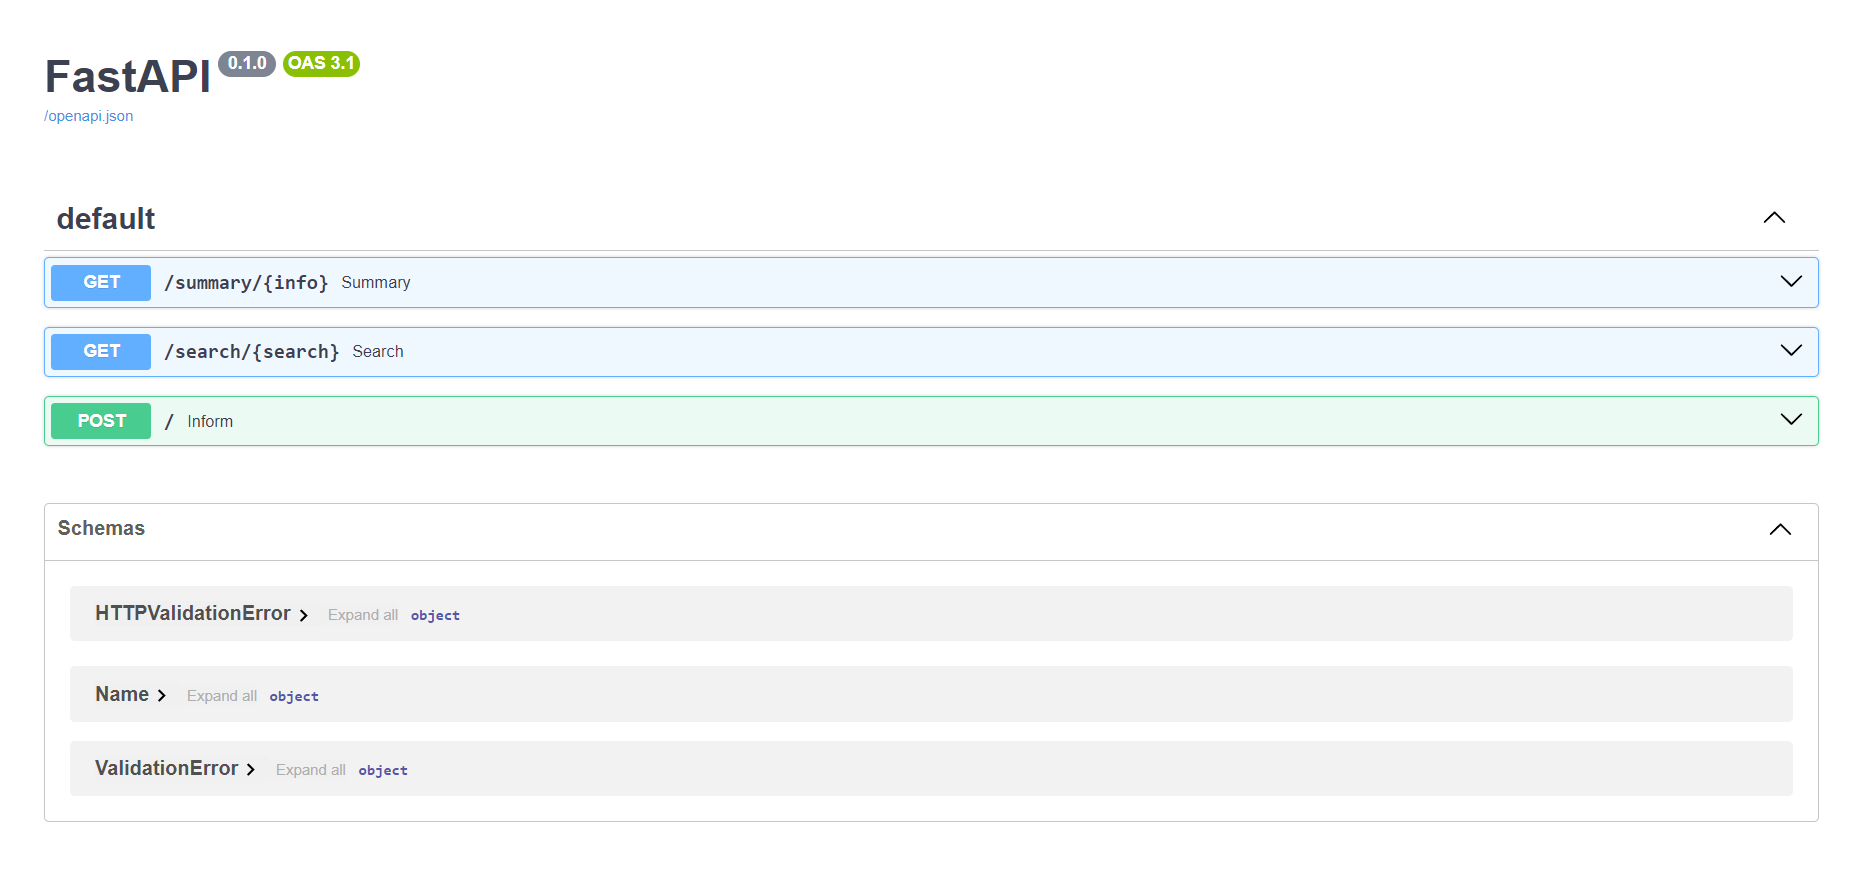 FastAPI 0.1.0 OAS 3.1
/openapi.json
default
GET /summary/{info} Summary
GET /search/{search} Search
POST / Inform
Schemas
HTTPValidationError Expand all object
Name Expand all object
ValidationError Expand all object